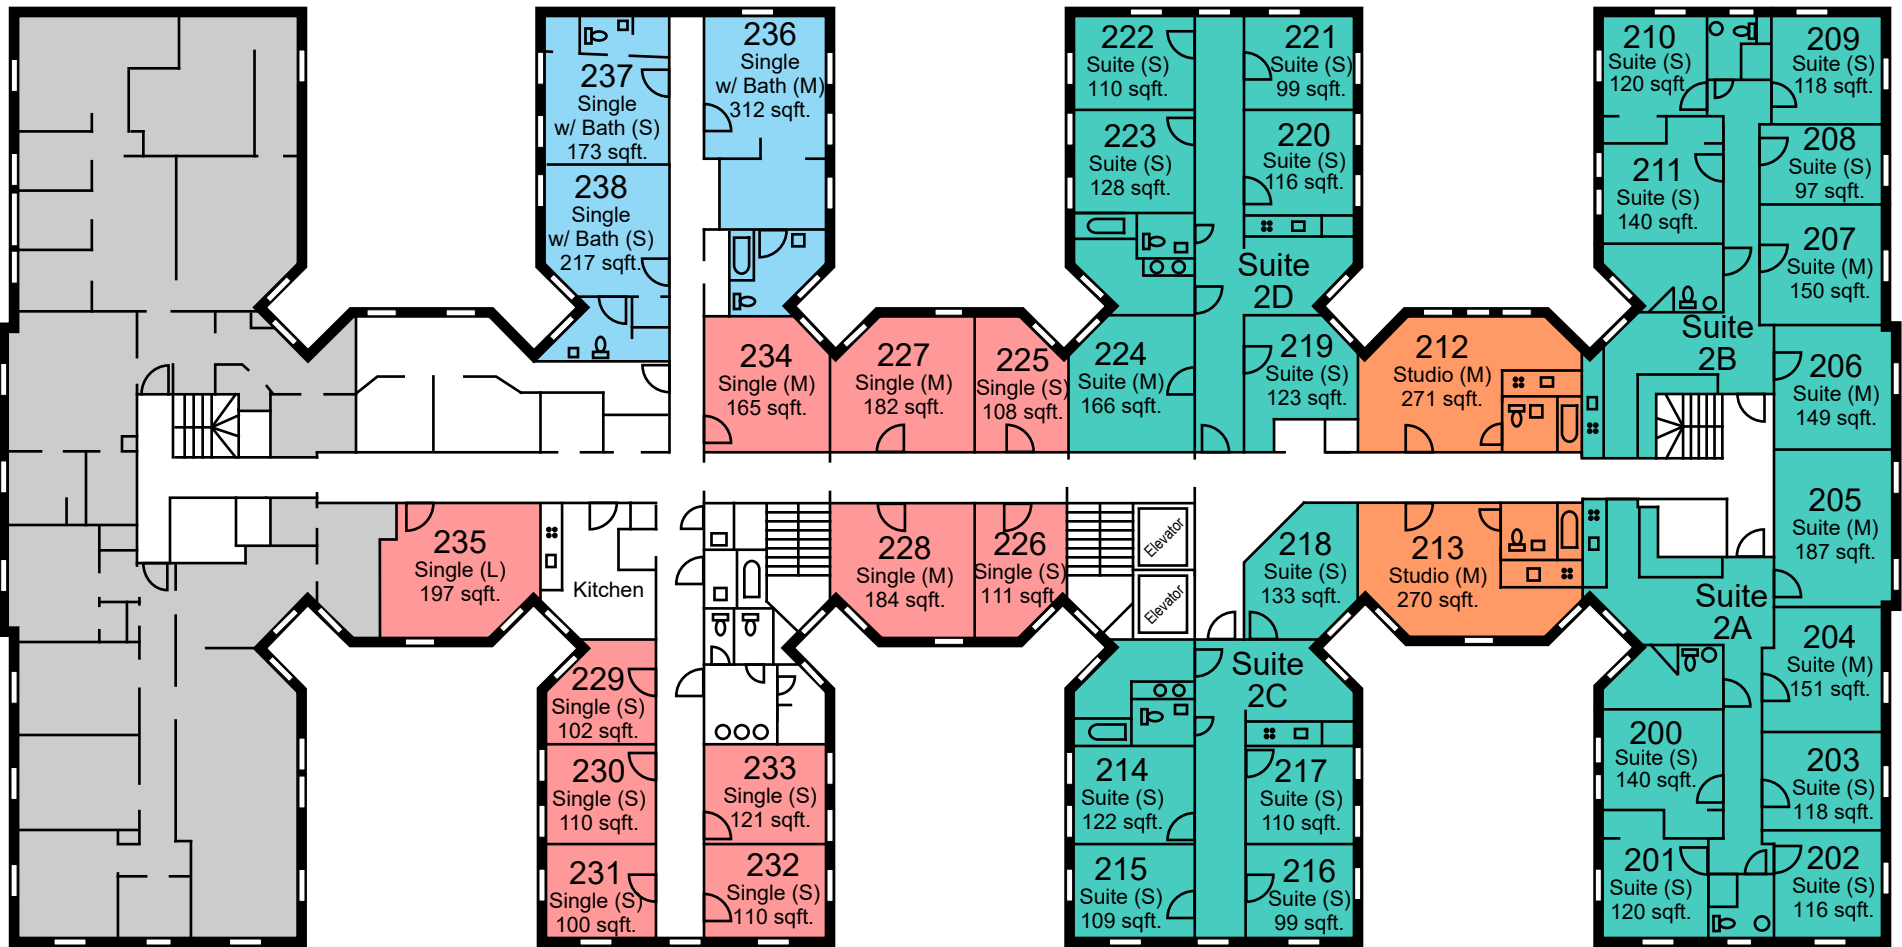 237
Single
w/ Bath (S)
173 sqft.
238
Single
w/ Bath (S)
217 sqft.
236
Single
w/ Bath (M)
312 sqft.
222
Suite (S)
110 sqft.
221
Suite (S)
99 sqft.
223
Suite (S)
128 sqft.
220
Suite (S)
116 sqft.
Suite
2D
210
Suite (S)
120 sqft.
209
Suite (S)
118 sqft.
208
Suite (S)
97 sqft.
211
Suite (S)
140 sqft.
207
Suite (M)
150 sqft.
Suite
2B
234
Single (M)
165 sqft.
227
Single (M)
182 sqft.
225
Single (S)
108 sqft.
224
Suite (M)
166 sqft.
219
Suite (S)
123 sqft.
212
Studio (M)
271 sqft.
206
Suite (M)
149 sqft.
205
Suite (M)
187 sqft.
235
Single (L)
197 sqft.
Kitchen
228
Single (M)
184 sqft.
226
Single (S)
111 sqft.
Elevator
Elevator
218
Suite (S)
133 sqft.
213
Studio (M)
270 sqft.
Suite
2A
204
Suite (M)
151 sqft.
229
Single (S)
102 sqft.
230
Single (S)
110 sqft.
231
Single (S)
100 sqft.
233
Single (S)
121 sqft.
232
Single (S)
110 sqft.
Suite
2C
214
Suite (S)
122 sqft.
217
Suite (S)
110 sqft.
215
Suite (S)
109 sqft.
216
Suite (S)
99 sqft.
200
Suite (S)
140 sqft.
203
Suite (S)
118 sqft.
201
Suite (S)
120 sqft.
202
Suite (S)
116 sqft.